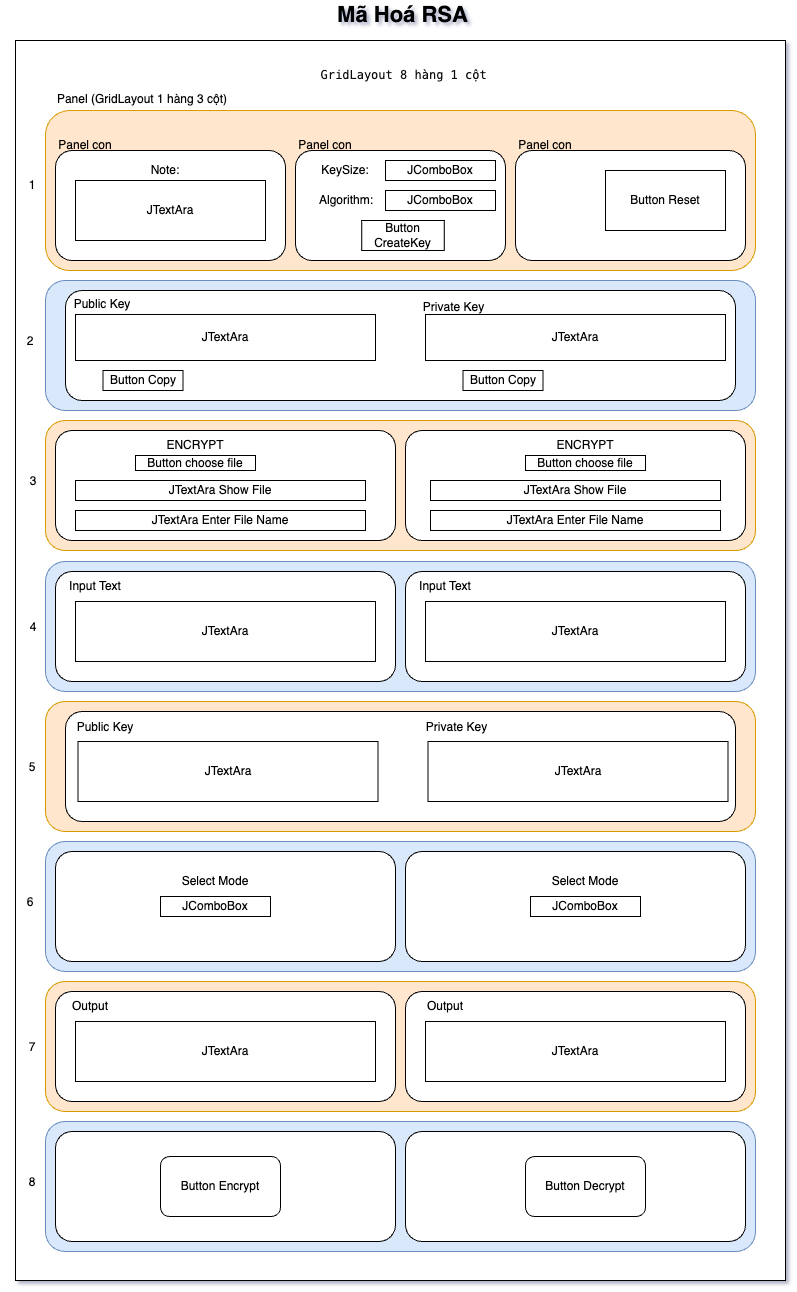 Mã Hoá RSA
GridLayout 8 hàng 1 cột
Panel (GridLayout 1 hàng 3 cột)
1
Panel con
Note:
JTextAra
Panel con
KeySize:
JComboBox
Algorithm:
JComboBox
Button
CreateKey
Panel con
Button Reset
2
Public Key
JTextAra
Button Copy
Private Key
JTextAra
Button Copy
3
ENCRYPT
Button choose file
JTextAra Show File
JTextAra Enter File Name
ENCRYPT
Button choose file
JTextAra Show File
JTextAra Enter File Name
4
Input Text
JTextAra
Input Text
JTextAra
5
Public Key
JTextAra
Private Key
JTextAra
6
Select Mode
JComboBox
Select Mode
JComboBox
7
Output
JTextAra
Output
JTextAra
8
Button Encrypt
Button Decrypt